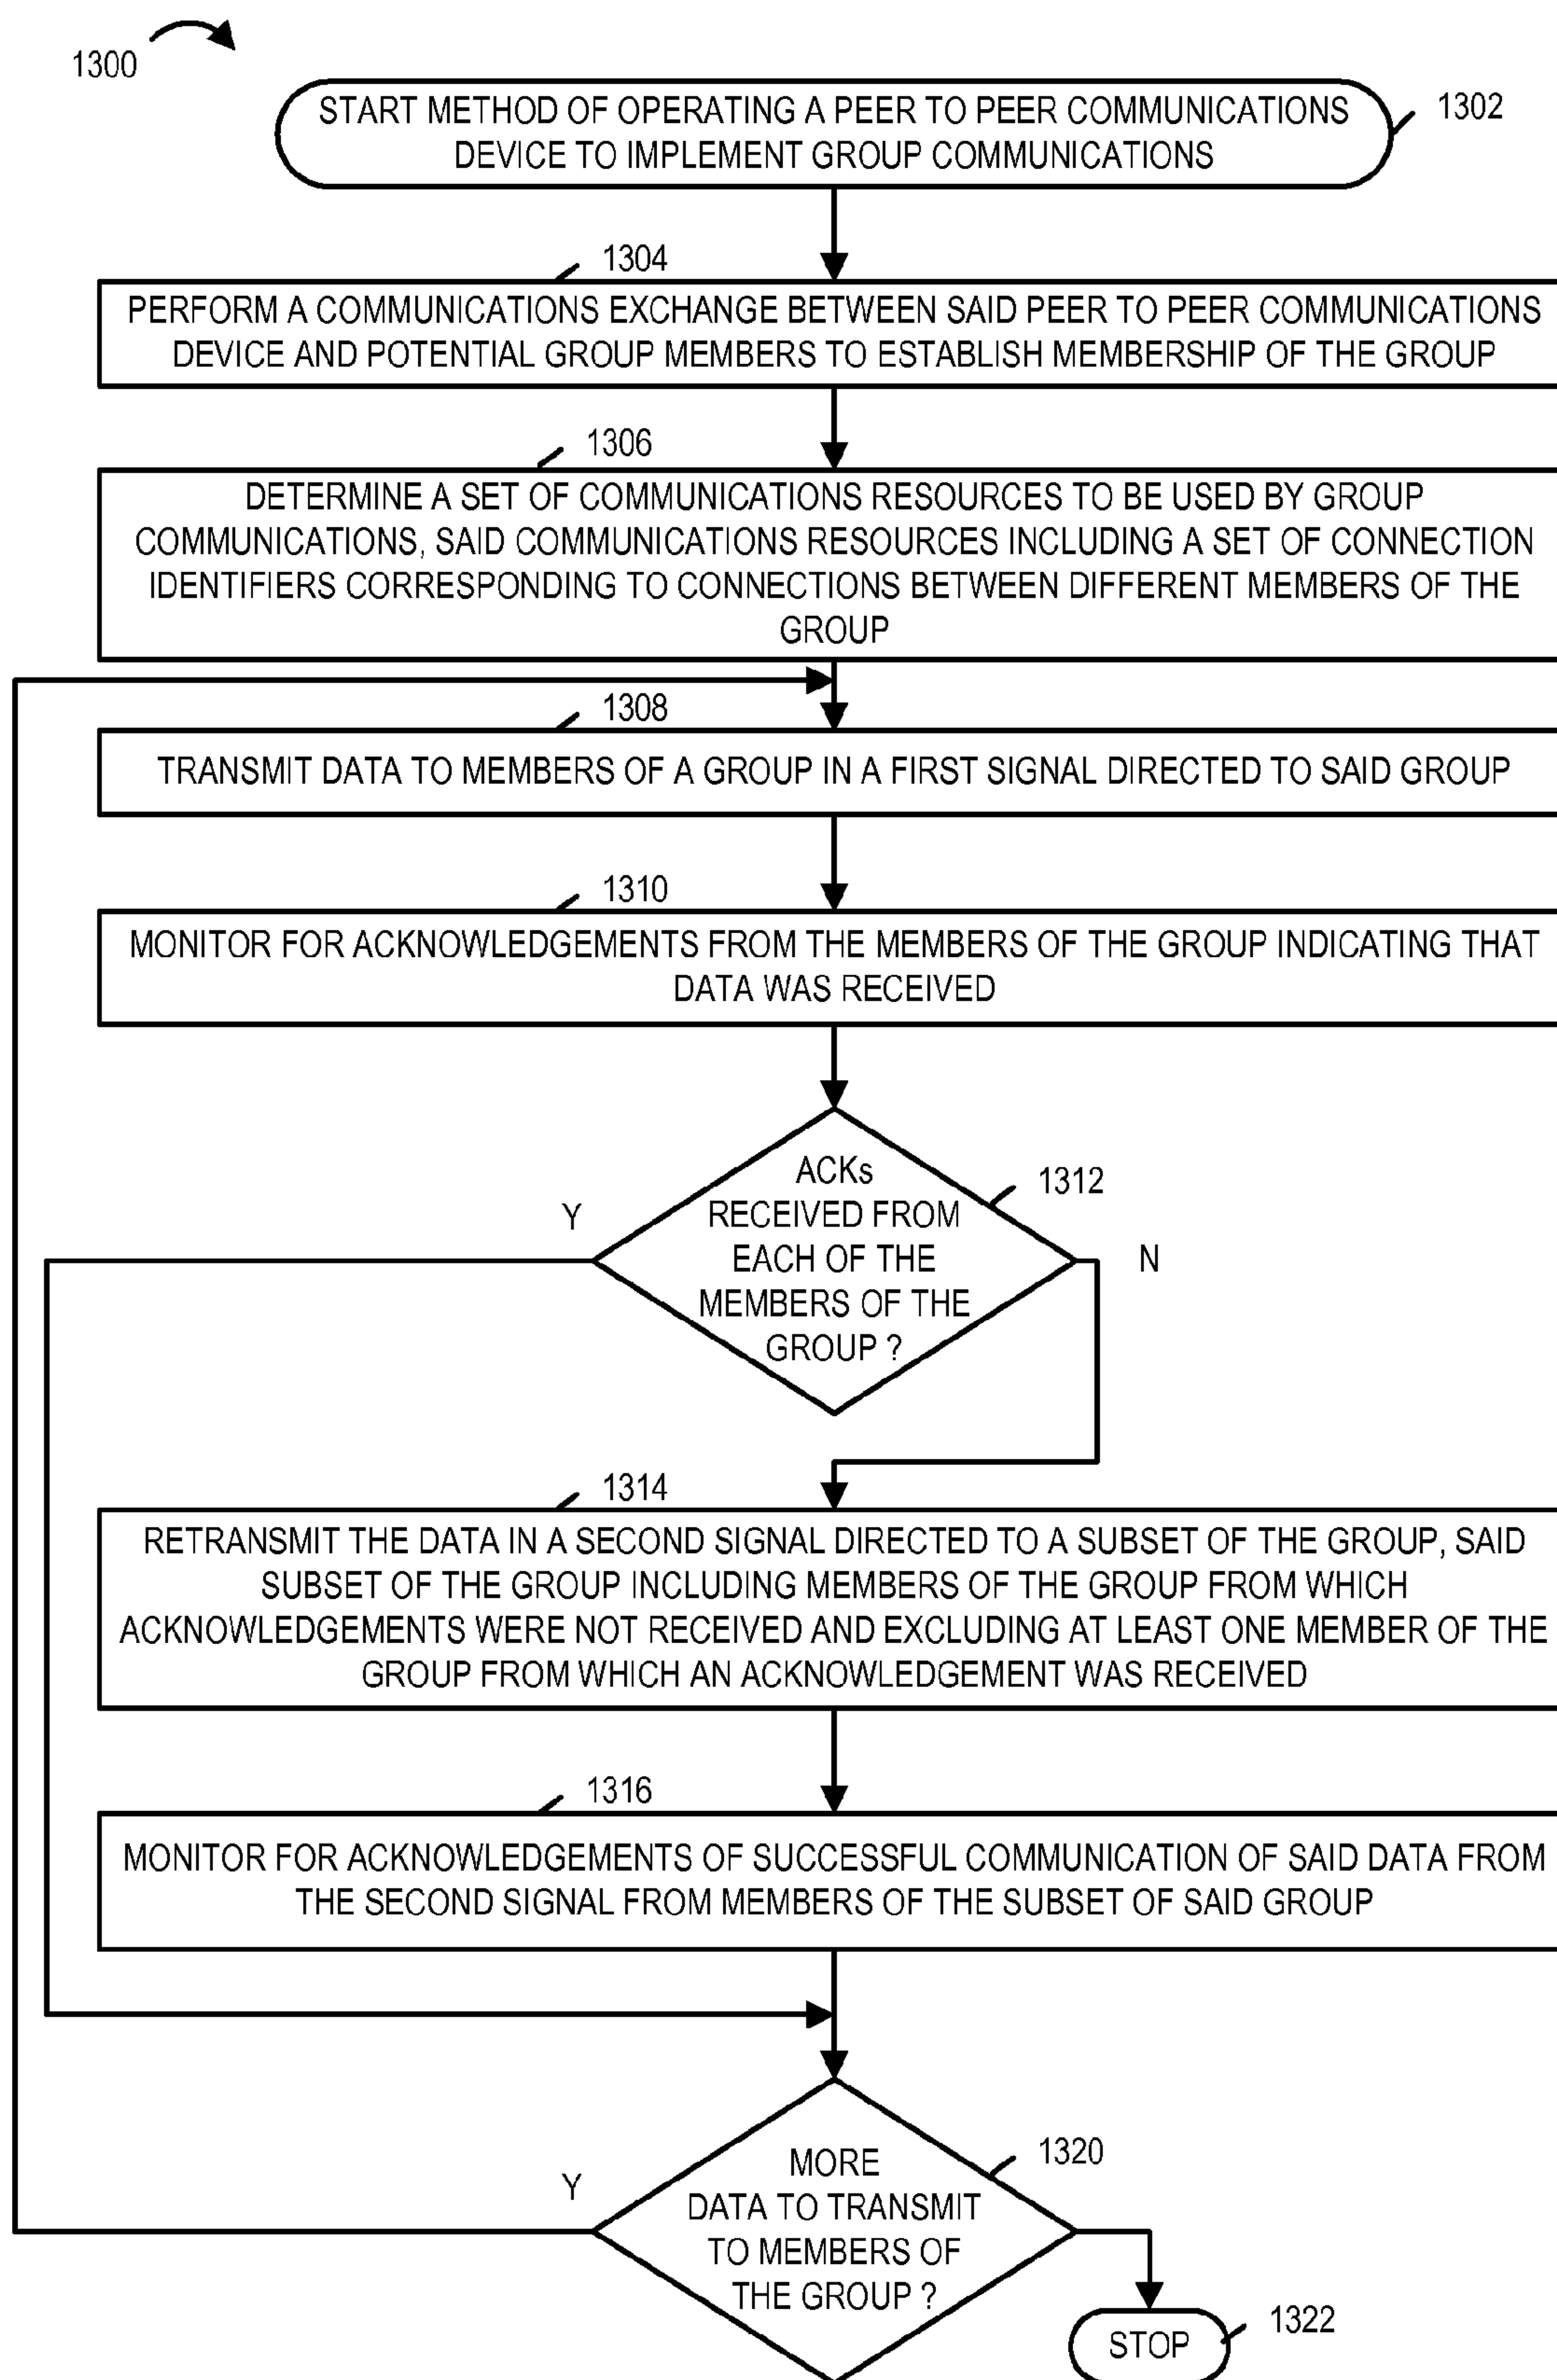 1300
START METHOD OF OPERATING A PEER TO PEER COMMUNICATIONS
DEVICE TO IMPLEMENT GROUP COMMUNICATIONS
1302
1304
PERFORM A COMMUNICATIONS EXCHANGE BETWEEN SAID PEER TO PEER COMMUNICATIONS
DEVICE AND POTENTIAL GROUP MEMBERS TO ESTABLISH MEMBERSHIP OF THE GROUP
1306
DETERMINE A SET OF COMMUNICATIONS RESOURCES TO BE USED BY GROUP
COMMUNICATIONS, SAID COMMUNICATIONS RESOURCES INCLUDING A SET OF CONNECTION
IDENTIFIERS CORRESPONDING TO CONNECTIONS BETWEEN DIFFERENT MEMBERS OF THE
GROUP
1308
TRANSMIT DATA TO MEMBERS OF A GROUP IN A FIRST SIGNAL DIRECTED TO SAID GROUP
1310
MONITOR FOR ACKNOWLEDGEMENTS FROM THE MEMBERS OF THE GROUP INDICATING THAT
DATA WAS RECEIVED
ACKs
RECEIVED FROM
EACH OF THE
MEMBERS OF THE
GROUP ?
1312
Y
N
1314
RETRANSMIT THE DATA IN A SECOND SIGNAL DIRECTED TO A SUBSET OF THE GROUP, SAID
SUBSET OF THE GROUP INCLUDING MEMBERS OF THE GROUP FROM WHICH
ACKNOWLEDGEMENTS WERE NOT RECEIVED AND EXCLUDING AT LEAST ONE MEMBER OF THE
GROUP FROM WHICH AN ACKNOWLEDGEMENT WAS RECEIVED
1316
MONITOR FOR ACKNOWLEDGEMENTS OF SUCCESSFUL COMMUNICATION OF SAID DATA FROM
THE SECOND SIGNAL FROM MEMBERS OF THE SUBSET OF SAID GROUP
MORE
DATA TO TRANSMIT
TO MEMBERS OF
THE GROUP ?
1320
Y
STOP
1322